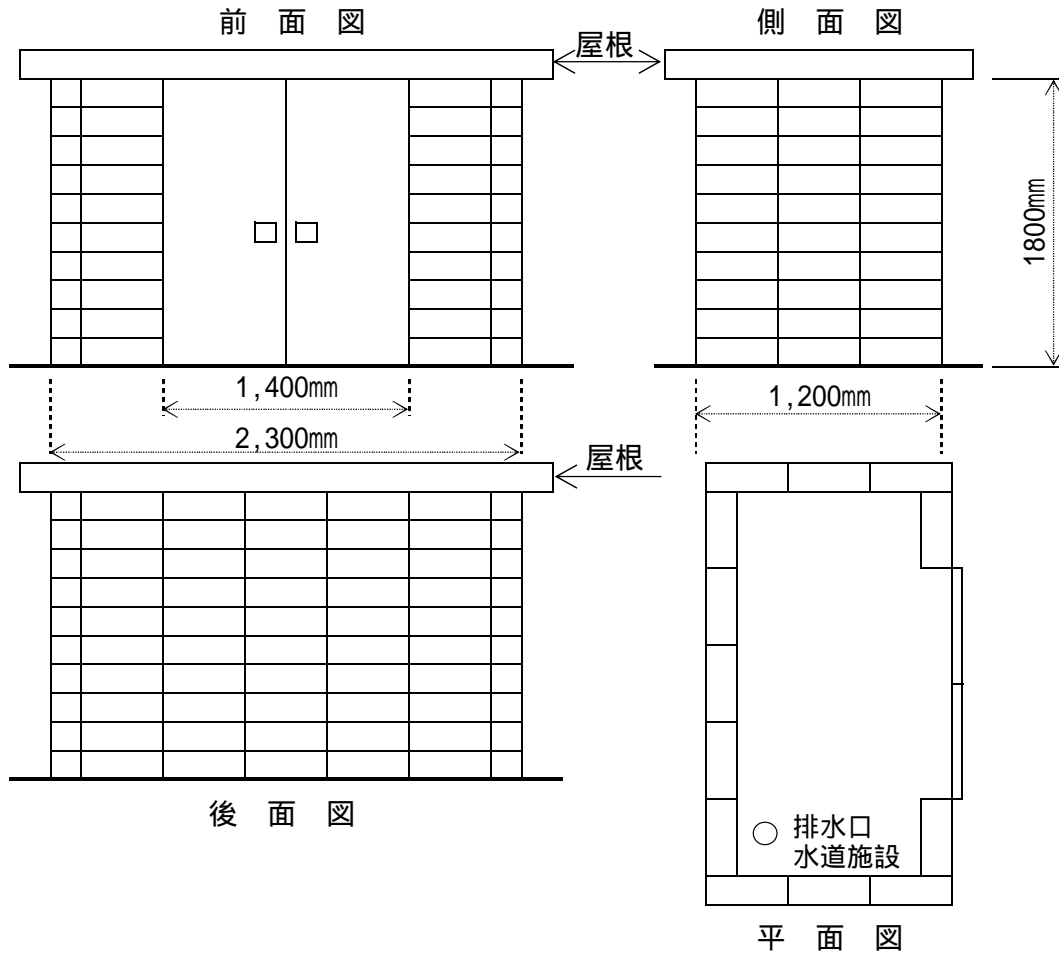 前 面 図
側 面 図
屋根
1800mm
1,400mm
1,200mm
2,300mm
屋根
後 面 図
排水口
水道施設
平 面 図